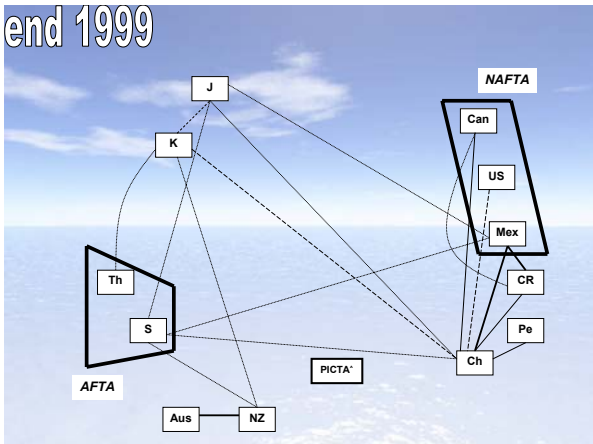 end 1999
J
NAFTA
Can
K
US
Mex
Th
CR
S
Pe
Ch
PICTA^
AFTA
Aus
NZ